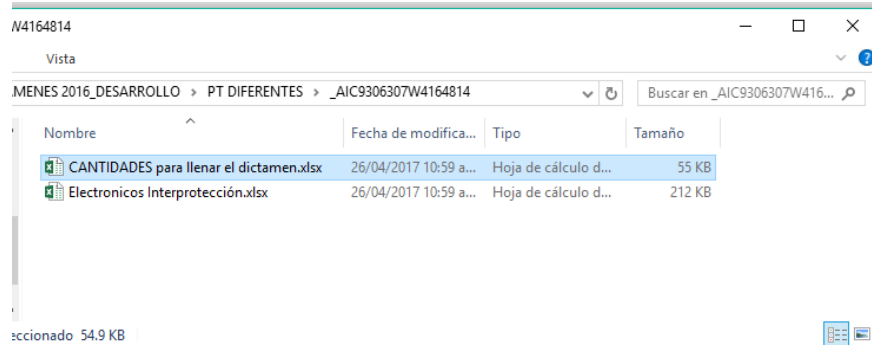 W4164814
Vista
.MENES 2016_DESARROLLO > PT DIFERENTES > _AIC9306307W4164814
Buscar en _AIC9306307W416...
Nombre Fecha de modifica... Tipo Tamaño
CANTIDADES para llenar el dictamen.xlsx 26/04/2017 10:59 a... Hoja de cálculo d... 55 KB
Electronicos Interprotección.xlsx 26/04/2017 10:59 a... Hoja de cálculo d... 212 KB
eccionado 54.9 KB